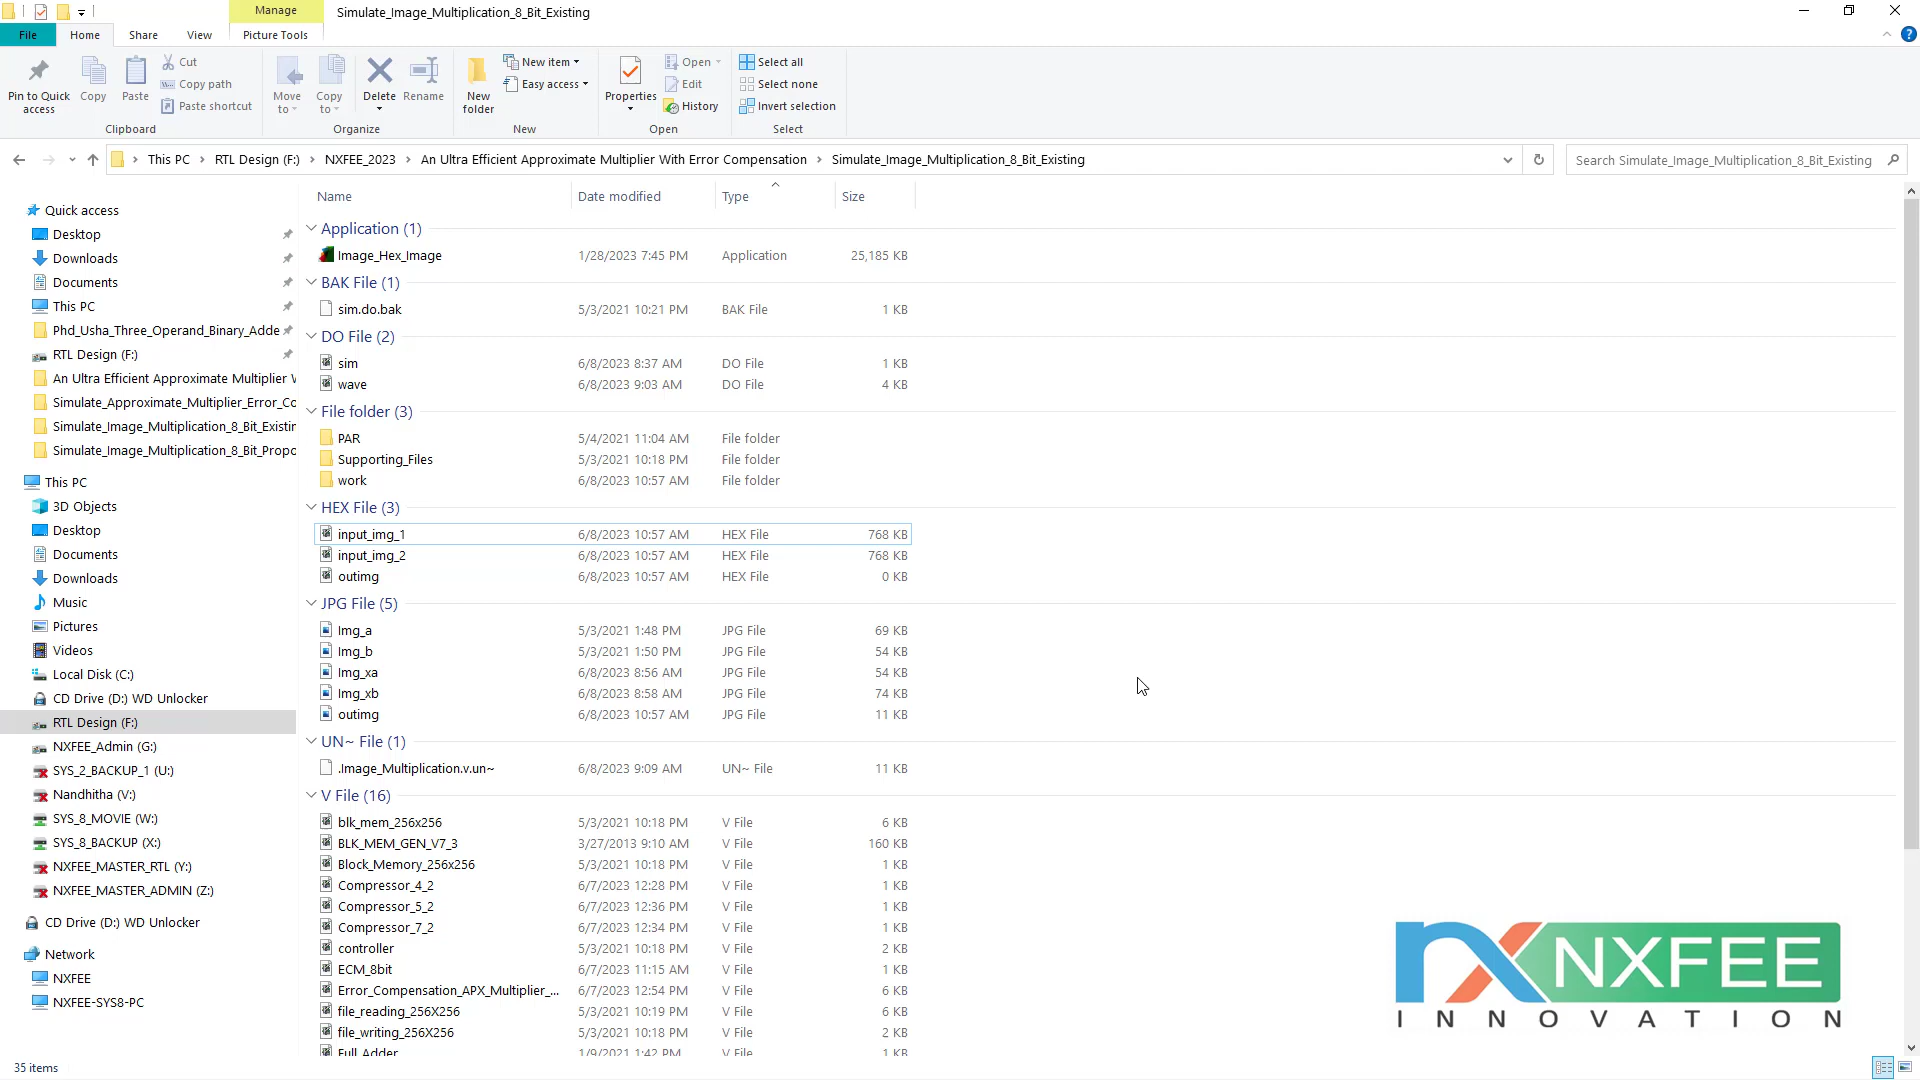 Manage
Simulate_Image_Multiplication_8_Bit_Existing
File
Home
Share
View
Picture Tools
Pin to Quick access
Copy
Paste
Cut
Copy path
Paste shortcut
Clipboard
Move to
Copy to
Delete
Rename
Organize
New folder
New item
Easy access
New
Properties
Open
Edit
History
Open
Select all
Select none
Invert selection
Select
This PC
RTL Design (F:)
NXFEE_2023
An Ultra Efficient Approximate Multiplier With Error Compensation
Simulate_Image_Multiplication_8_Bit_Existing
Search Simulate_Image_Multiplication_8_Bit_Existing
Quick access
Desktop
Downloads
Documents
This PC
Phd_Usha_Three_Operand_Binary_Adde
RTL Design (F:)
An Ultra Efficient Approximate Multiplier
Simulate_Approximate_Multiplier_Error_Co
Simulate_Image_Multiplication_8_Bit_Existin
Simulate_Image_Multiplication_8_Bit_Propo
This PC
3D Objects
Desktop
Documents
Downloads
Music
Pictures
Videos
Local Disk (C:)
CD Drive (D:) WD Unlocker
RTL Design (F:)
NXFEE_Admin (G:)
SYS_2_BACKUP_1 (U:)
Nandhitha (V:)
SYS_8_MOVIE (W:)
SYS_8_BACKUP (X:)
NXFEE_MASTER_RTL (Y:)
NXFEE_MASTER_ADMIN (Z:)
CD Drive (D:) WD Unlocker
Network
NXFEE
NXFEE-SYS8-PC
Name Date modified Type Size
Application (1)
Image_Hex_Image 1/28/2023 7:45 PM Application 25,185 KB
BAK File (1)
sim.do.bak 5/3/2021 10:21 PM BAK File 1 KB
DO File (2)
sim 6/8/2023 8:37 AM DO File 1 KB
wave 6/8/2023 9:03 AM DO File 4 KB
File folder (3)
PAR 5/4/2021 11:04 AM File folder
Supporting_Files 5/3/2021 10:18 PM File folder
work 6/8/2023 10:57 AM File folder
HEX File (3)
input_img_1 6/8/2023 10:57 AM HEX File 768 KB
input_img_2 6/8/2023 10:57 AM HEX File 768 KB
outimg 6/8/2023 10:57 AM HEX File 0 KB
JPG File (5)
Img_a 5/3/2021 1:48 PM JPG File 69 KB
Img_b 5/3/2021 1:50 PM JPG File 54 KB
Img_xa 6/8/2023 8:56 AM JPG File 54 KB
Img_xb 6/8/2023 8:58 AM JPG File 74 KB
outimg 6/8/2023 10:57 AM JPG File 11 KB
UN~ File (1)
.Image_Multiplication.v.un~ 6/8/2023 9:09 AM UN~ File 11 KB
V File (16)
blk_mem_256x256 5/3/2021 10:18 PM V File 6 KB
BLK_MEM_GEN_V7_3 3/27/2013 9:10 AM V File 160 KB
Block_Memory_256x256 5/3/2021 10:18 PM V File 1 KB
Compressor_4_2 6/7/2023 12:28 PM V File 1 KB
Compressor_5_2 6/7/2023 12:36 PM V File 1 KB
Compressor_7_2 6/7/2023 12:34 PM V File 1 KB
controller 5/3/2021 10:18 PM V File 2 KB
ECM_8bit 6/7/2023 11:15 AM V File 1 KB
Error_Compensation_APX_Multiplier_... 6/7/2023 12:54 PM V File 6 KB
file_reading_256X256 5/3/2021 10:19 PM V File 6 KB
file_writing_256X256 5/3/2021 10:18 PM V File 2 KB
Full_Adder 1/9/2021 1:42 PM V File 1 KB
35 items
nx NXFEE
INNOVATION